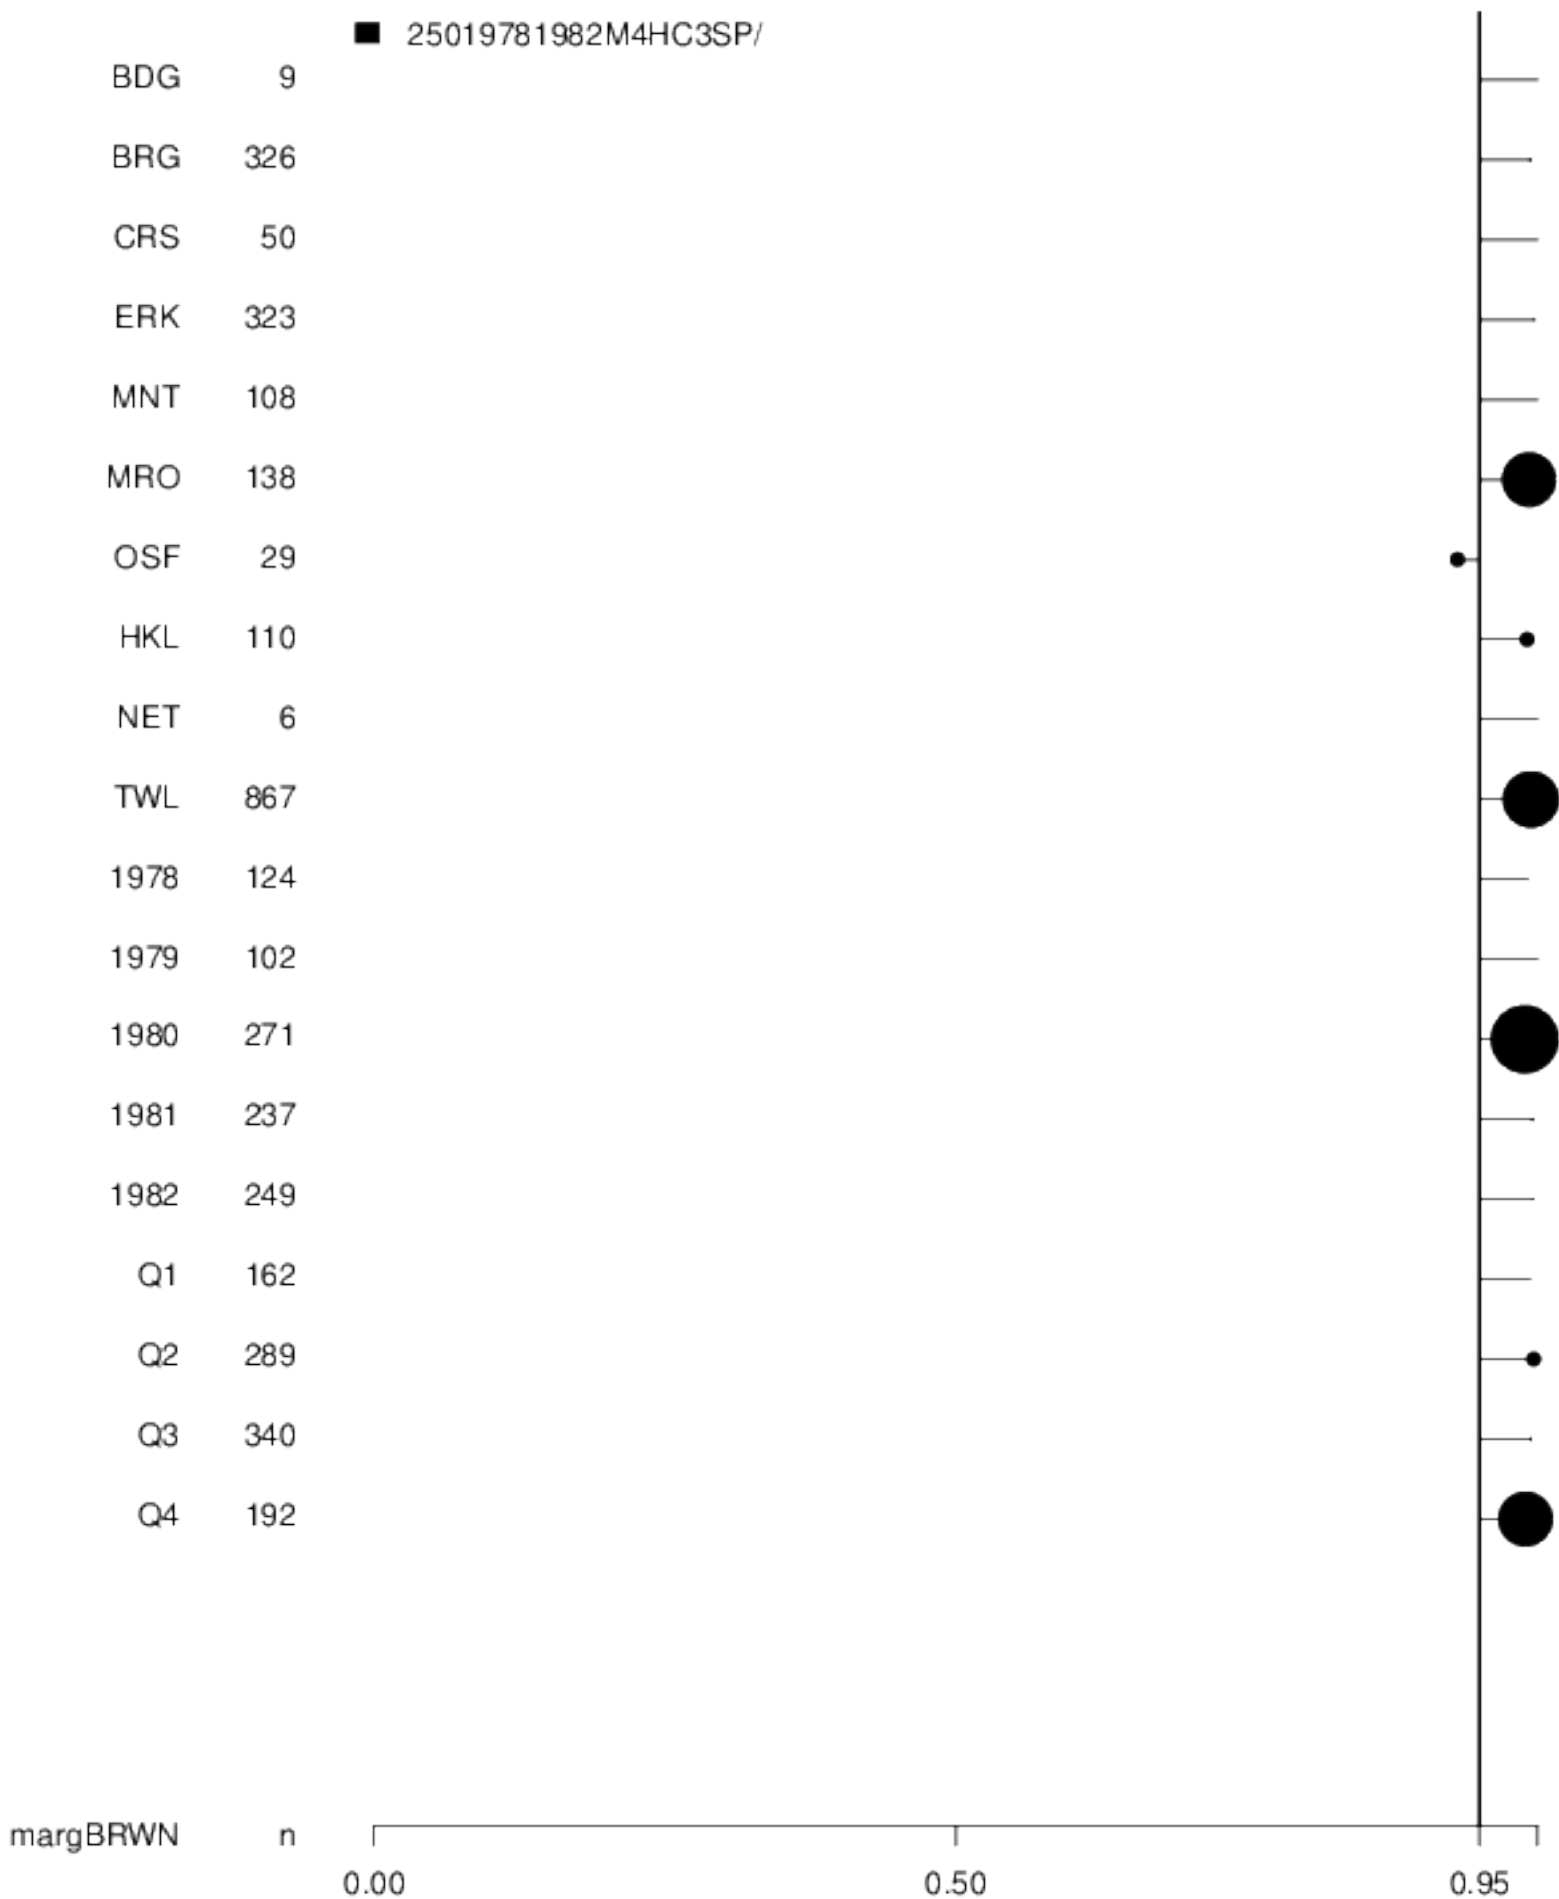 25019781982M4HC3SP/
BDG 9
BRG 326
CRS 50
ERK 323
MNT 108
MRO 138
OSF 29
HKL 110
NET 6
TWL 867
1978 124
1979 102
1980 271
1981 237
1982 249
Q1 162
Q2 289
Q3 340
Q4 192
margBRWN n
0.00 0.50 0.95